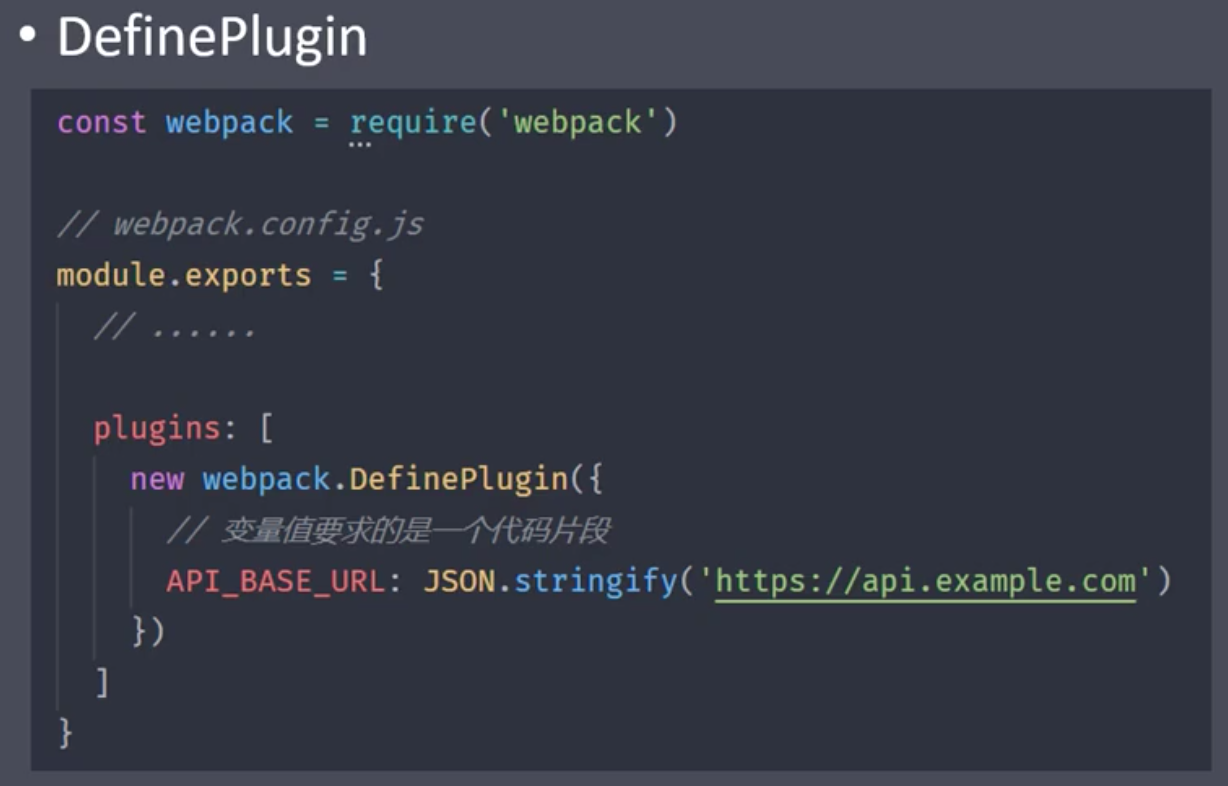 • DefinePlugin
const webpack = require('webpack')
// webpack.config.js
module.exports = {
// ......
plugins: [
new webpack.DefinePlugin({
// 变量值要求的是一个代码片段
API_BASE_URL: JSON.stringify('https://api.example.com')
})
]
}